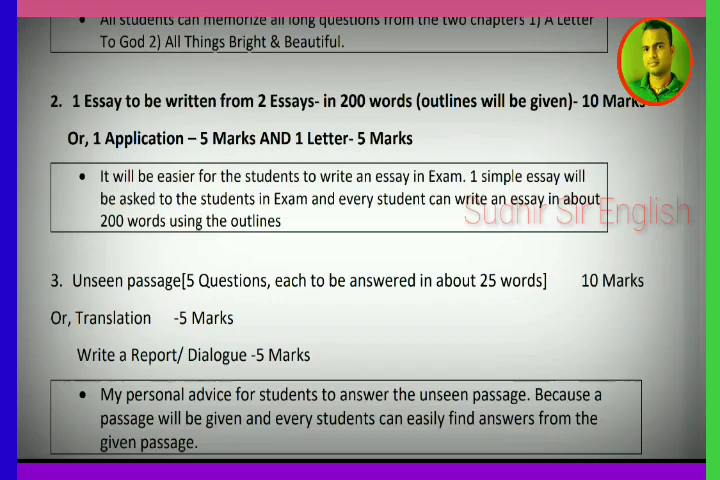 • All students can memorize all long questions from the two chapters 1) A Letter
To God 2) All Things Bright & Beautiful.
2. 1 Essay to be written from 2 Essays- in 200 words (outlines will be given)- 10 Marks
Or, 1 Application – 5 Marks AND 1 Letter- 5 Marks
• It will be easier for the students to write an essay in Exam. 1 simple essay will
be asked to the students in Exam and every student can write an essay in about
200 words using the outlines
Sudhir Sir English
3. Unseen passage[5 Questions, each to be answered in about 25 words] 10 Marks
Or, Translation -5 Marks
Write a Report/ Dialogue -5 Marks
• My personal advice for students to answer the unseen passage. Because a
passage will be given and every students can easily find answers from the
given passage.